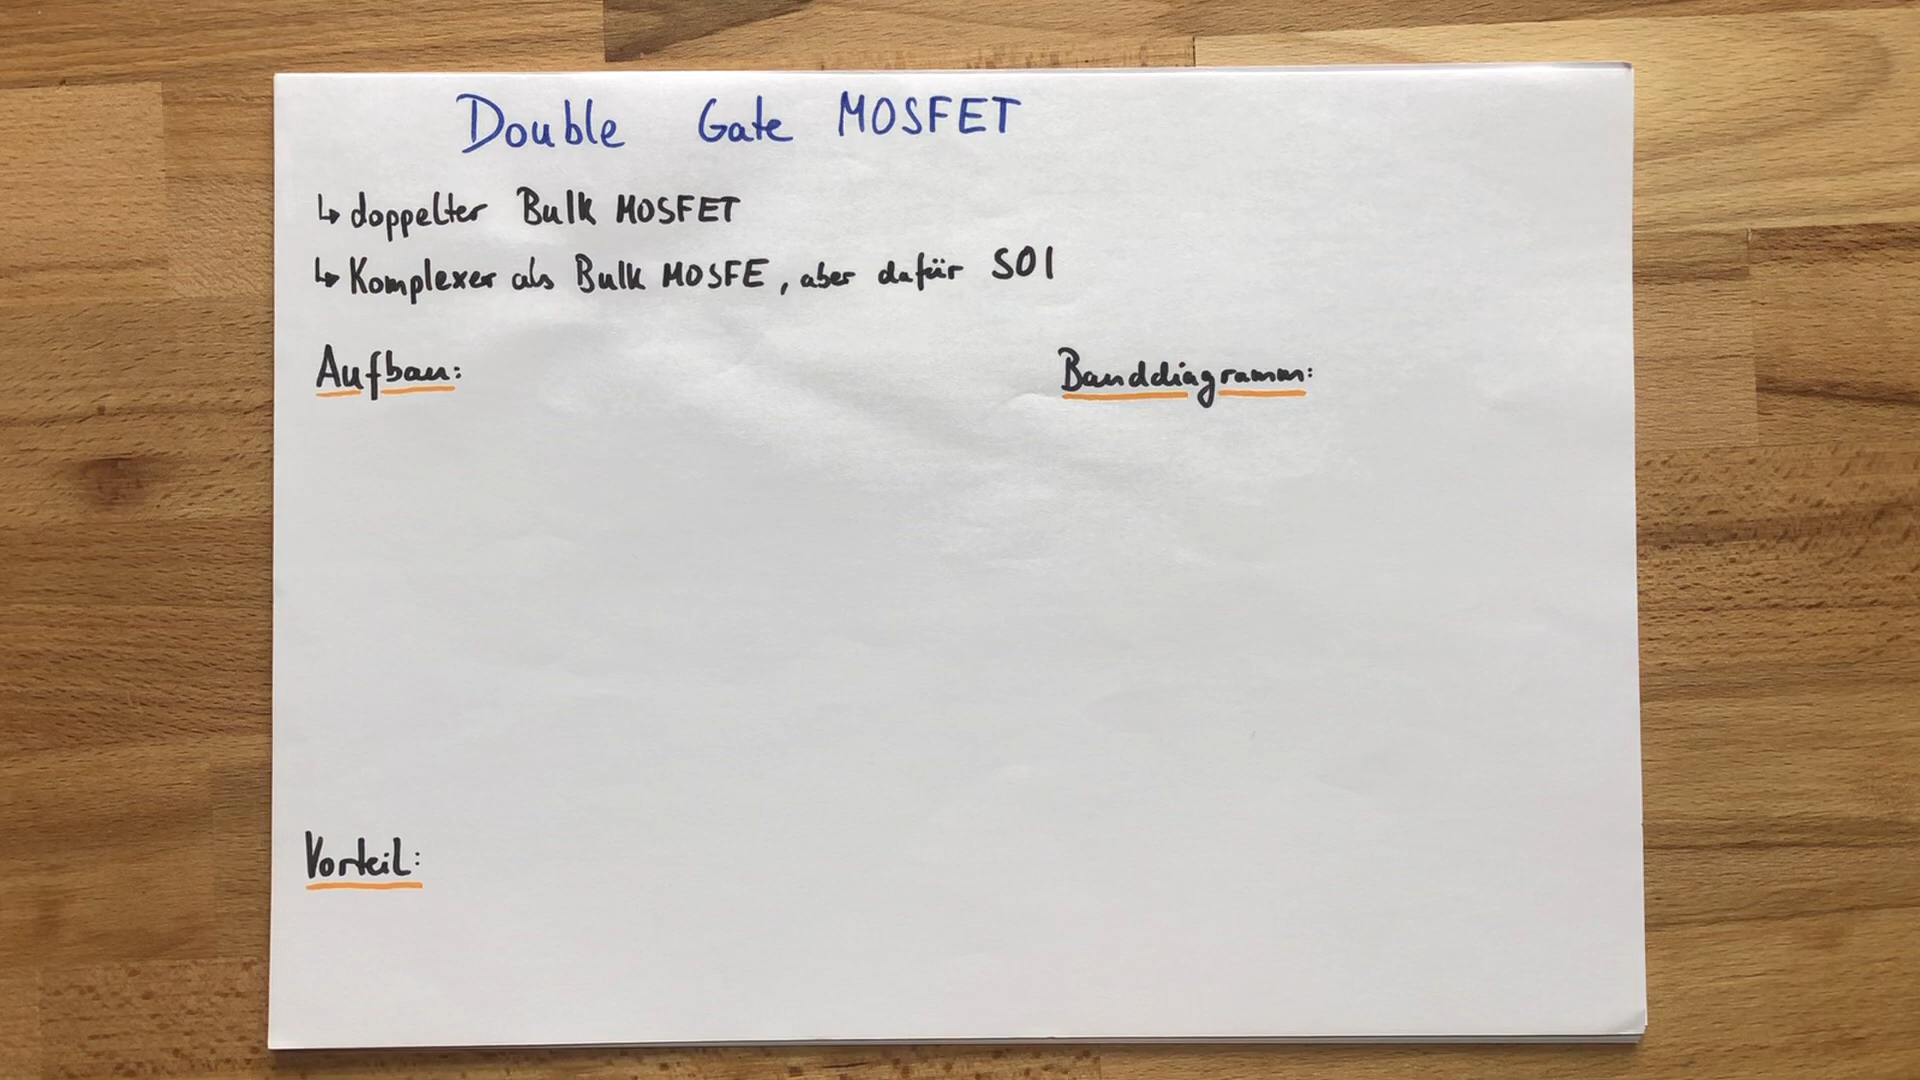 Double Gate MOSFET
↳ doppelter Bulk MOSFET
↳ Komplexer als Bulk MOSFE, aber dafür SOI
Aufbau:
Banddiagramm:
Vorteil: